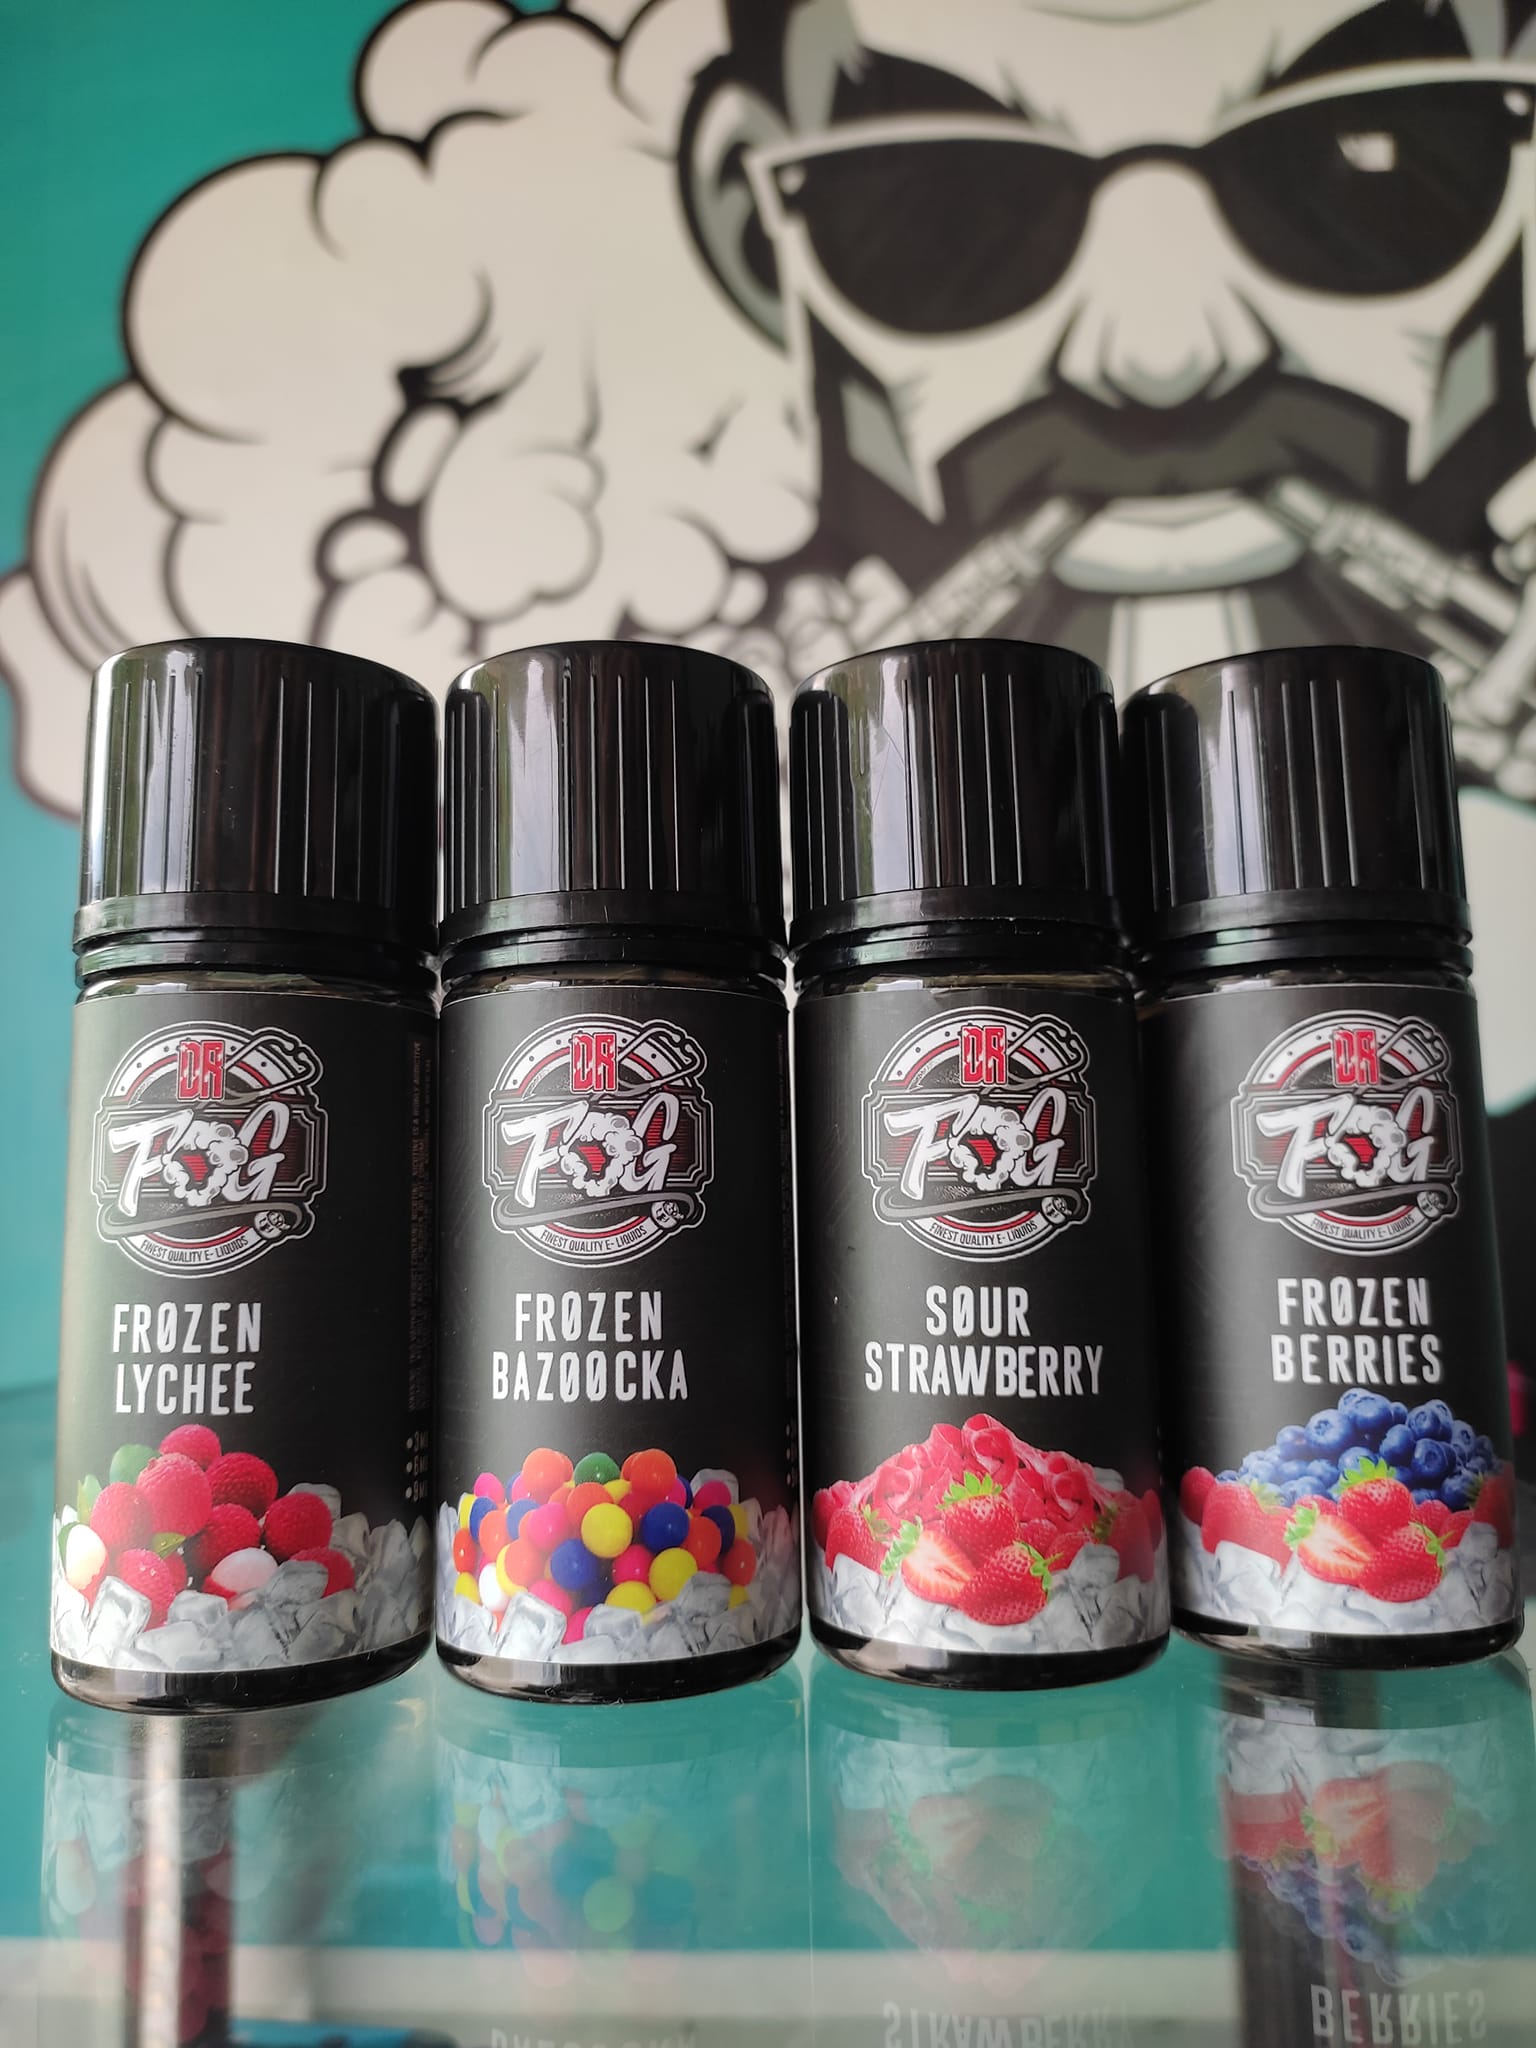 DR
FOG
FINEST QUALITY E- LIQUIDS
FRØZEN
LYCHEE
DR
FOG
FINEST QUALITY E- LIQUIDS
FRØZEN
BAZØØCKA
DR
FOG
FINEST QUALITY E- LIQUIDS
SØUR
STRAWBERRY
DR
FOG
FINEST QUALITY E- LIQUIDS
FRØZEN
BERRIES